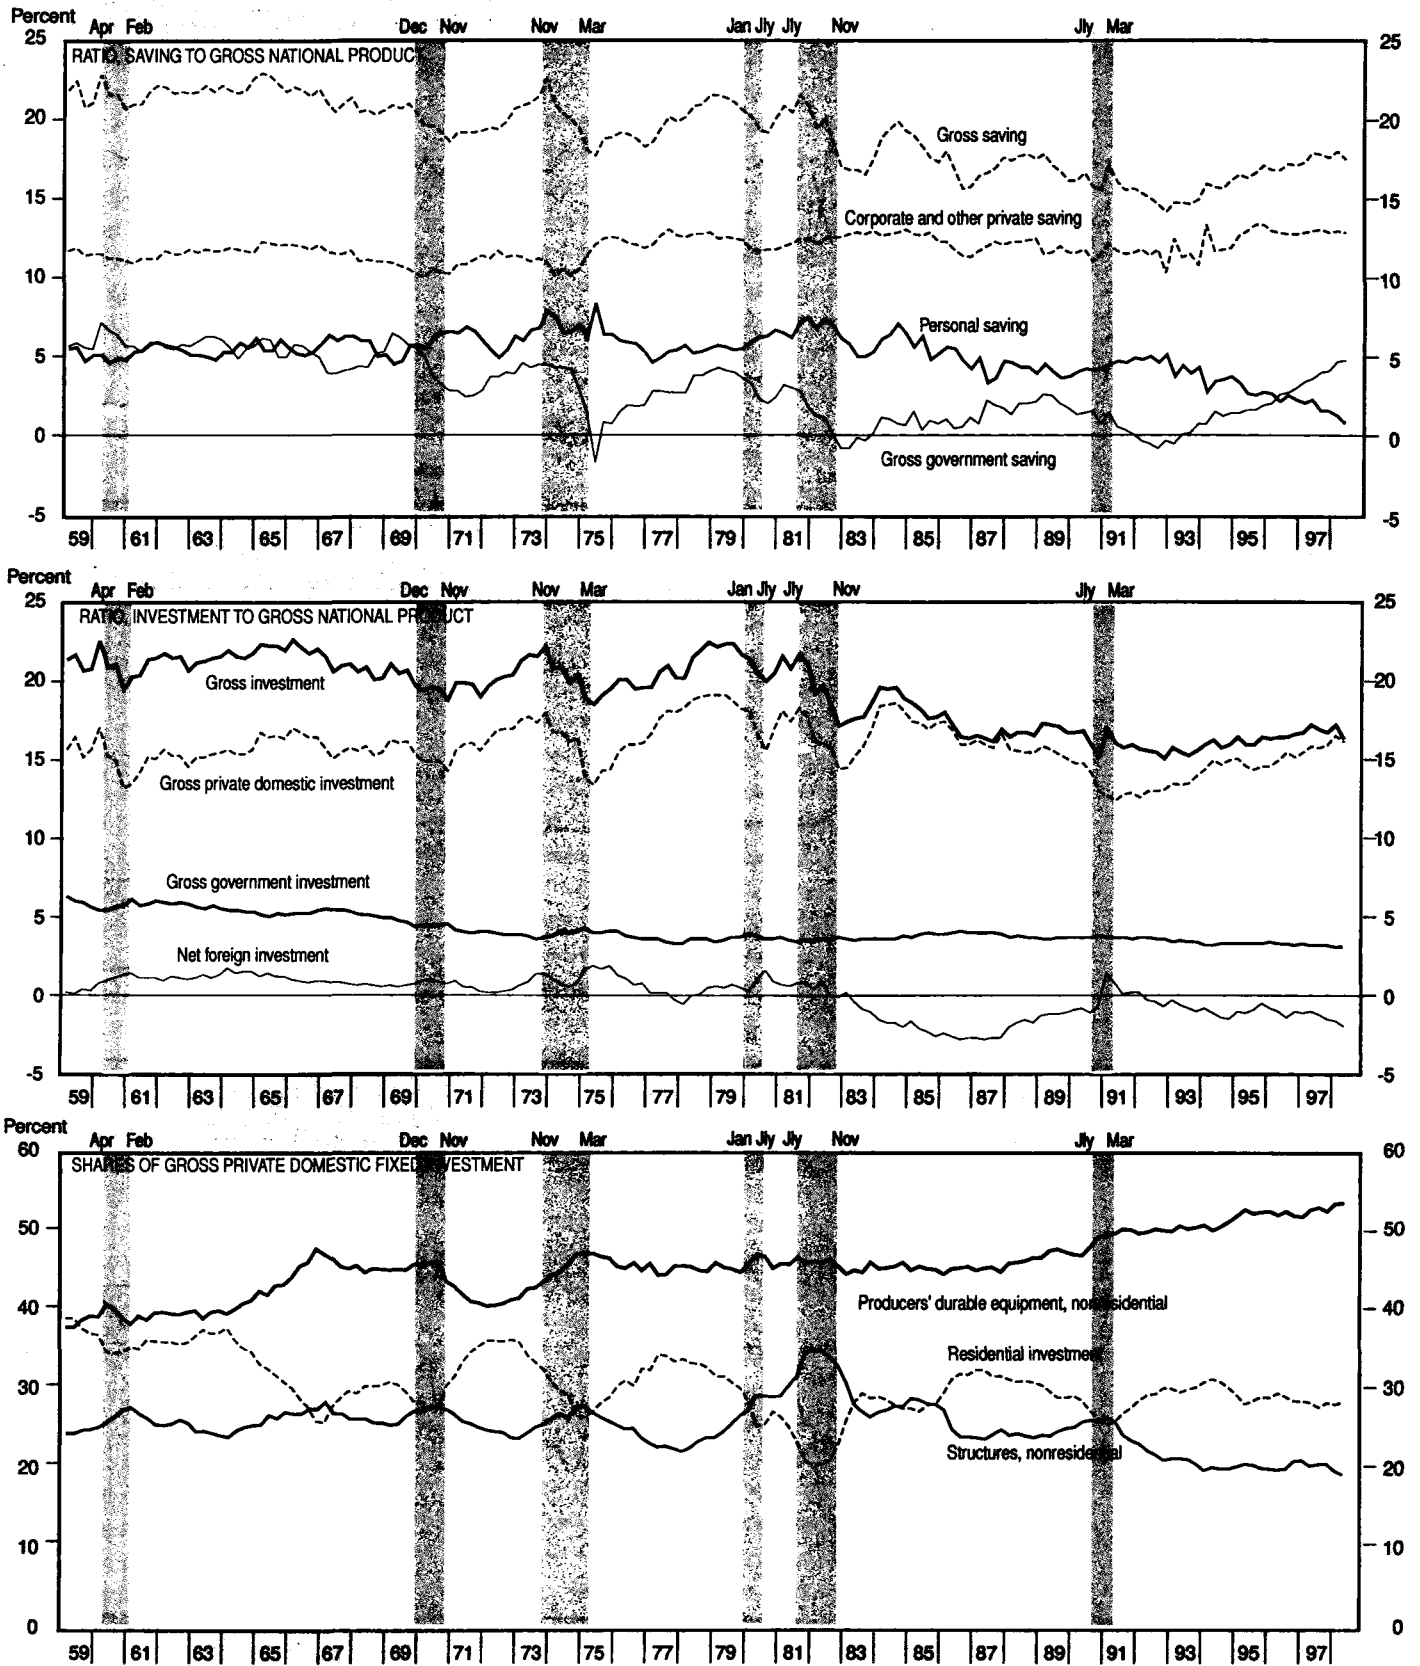 Percent
Apr Feb Dec Nov Nov Mar Jan Jly Jly Nov Jly Mar
25 25
RATIO, SAVING TO GROSS NATIONAL PRODUCT
20 20
Gross saving
15 15
Corporate and other private saving
10 10
Personal saving
5 5
0 0
Gross government saving
-5 -5
59 61 63 65 67 69 71 73 75 77 79 81 83 85 87 89 91 93 95 97
Percent
Apr Feb Dec Nov Nov Mar Jan Jly Jly Nov Jly Mar
25 25
RATIO, INVESTMENT TO GROSS NATIONAL PRODUCT
20 20
Gross investment
15 15
Gross private domestic investment
10 10
Gross government investment
5 5
Net foreign investment
0 0
-5 -5
59 61 63 65 67 69 71 73 75 77 79 81 83 85 87 89 91 93 95 97
Percent
Apr Feb Dec Nov Nov Mar Jan Jly Jly Nov Jly Mar
60 60
SHARES OF GROSS PRIVATE DOMESTIC FIXED INVESTMENT
50 50
40 40
Producers' durable equipment, nonresidential
Residential investment
30 30
Structures, nonresidential
20 20
10 10
0 0
59 61 63 65 67 69 71 73 75 77 79 81 83 85 87 89 91 93 95 97